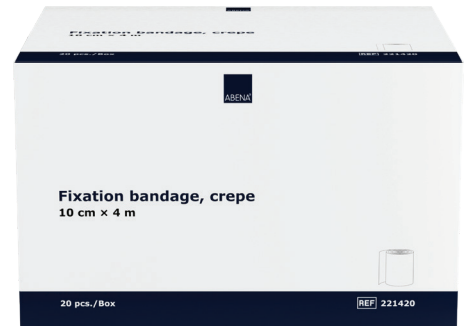 Fixation bandage, crepe
10 cm × 4 m
20 pcs./Box REF 221420
ABENA®
Fixation bandage, crepe
10 cm × 4 m
20 pcs./Box REF 221420